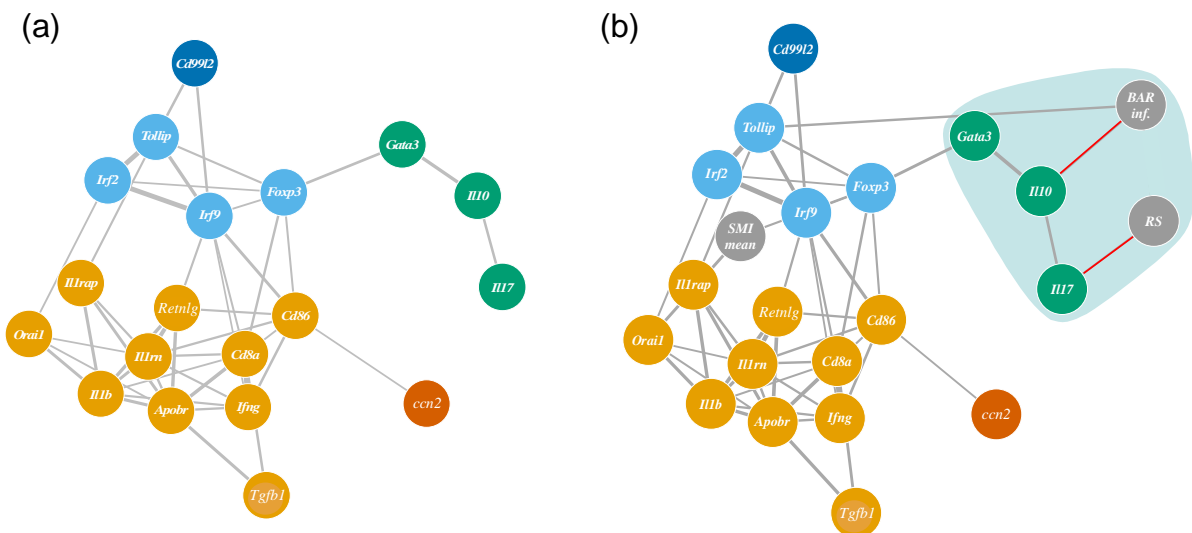 (a)
Cd99l2
Tollip
Gata3
Irf2
Foxp3
Il10
Irf9
Il1rap
Il17
Retnlg
Cd86
Orai1
Il1rn
Cd8a
Il1b
Apobr
Ifng
ccn2
Tgfb1
(b)
Cd99l2
BAR
inf.
Tollip
Gata3
Irf2
Foxp3
Il10
Irf9
RS
SMI
mean
Il1rap
Il17
Retnlg
Cd86
Orai1
Il1rn
Cd8a
Il1b
Apobr
Ifng
ccn2
Tgfb1